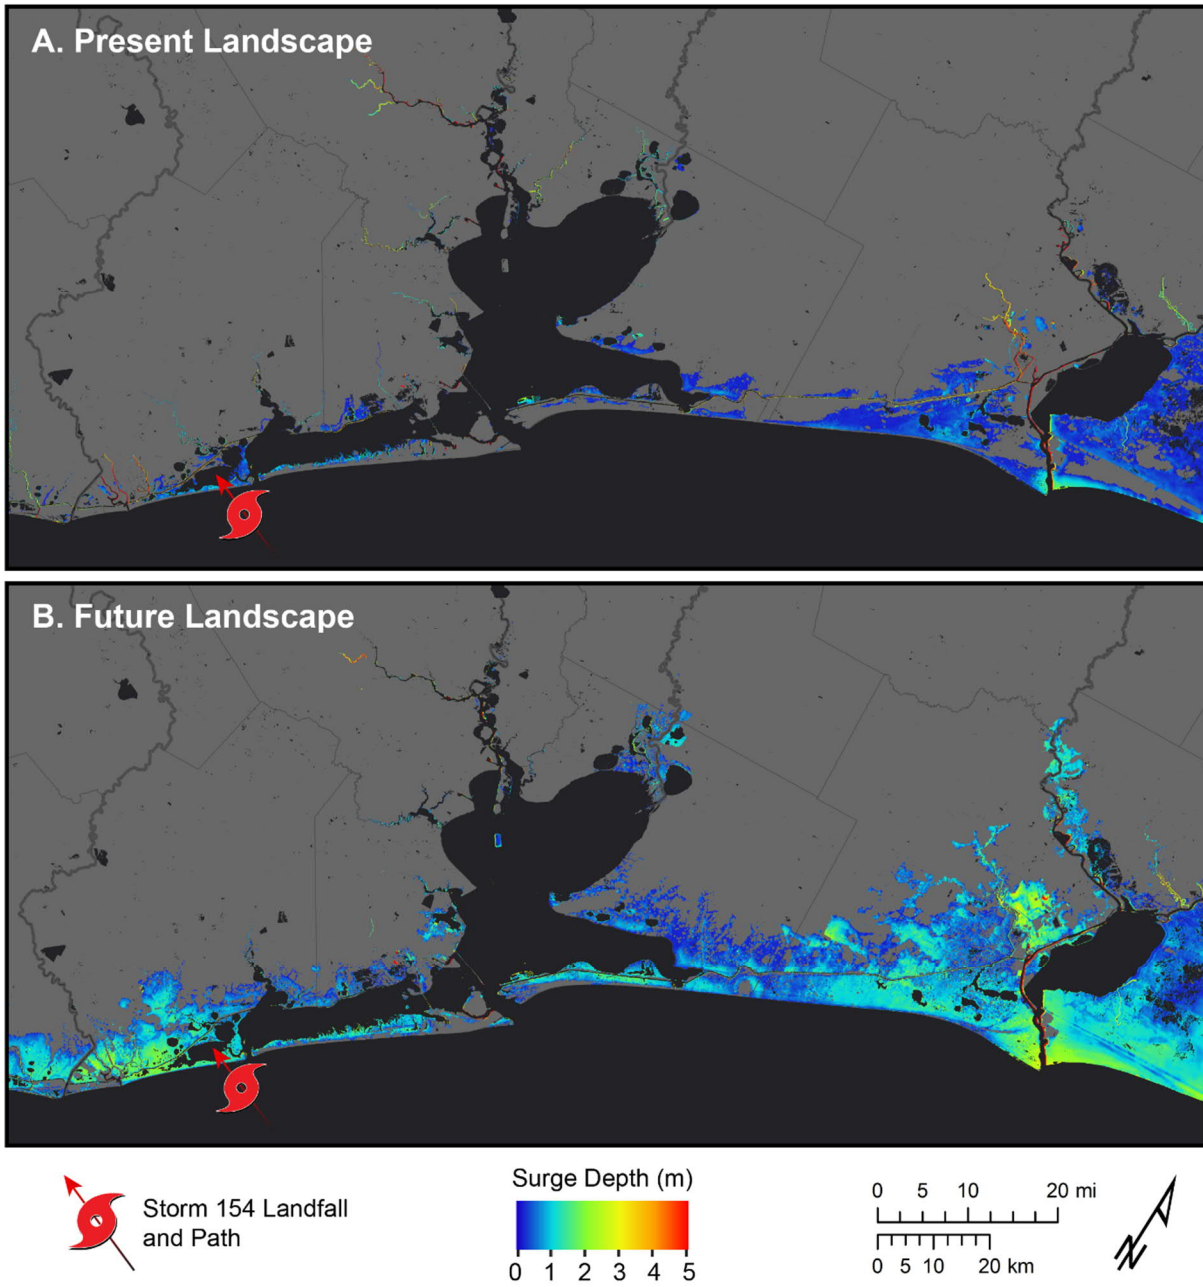 A. Present Landscape
B. Future Landscape
Storm 154 Landfall
and Path
Surge Depth (m)
0 1 2 3 4 5
0 5 10 20 mi
0 5 10 20 km
N